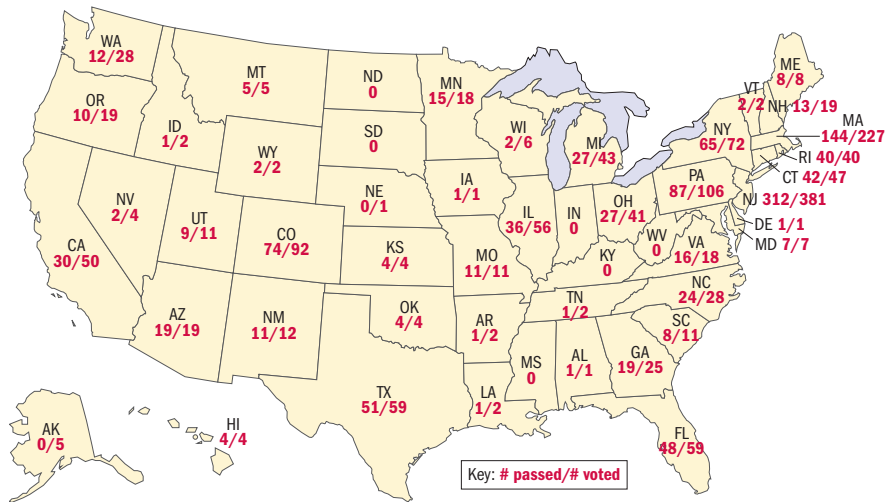 WA
12/28
OR
10/19
CA
30/50
NV
2/4
ID
1/2
MT
5/5
WY
2/2
UT
9/11
AZ
19/19
CO
74/92
NM
11/12
ND
0
SD
0
NE
0/1
KS
4/4
OK
4/4
TX
51/59
MN
15/18
IA
1/1
MO
11/11
AR
1/2
LA
1/2
WI
2/6
IL
36/56
MI
27/43
IN
0
OH
27/41
KY
0
TN
1/2
MS
0
AL
1/1
GA
19/25
FL
48/59
SC
8/11
NC
24/28
VA
16/18
WV
0
PA
87/106
NY
65/72
VT
2/2
NH 13/19
ME
8/8
MA
144/227
RI 40/40
CT 42/47
NJ 312/381
DE 1/1
MD 7/7
AK
0/5
HI
4/4
Key: # passed/# voted